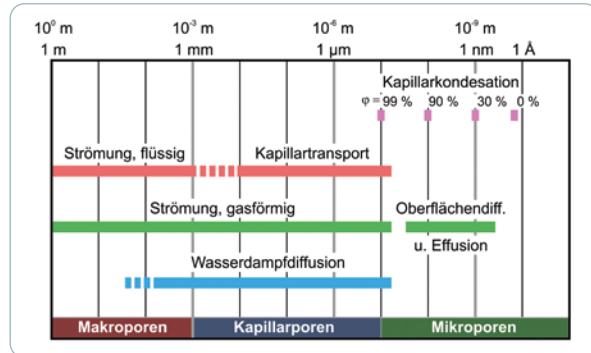 10⁰ m 10⁻³ m 10⁻⁶ m 10⁻⁹ m
1 m 1 mm 1 µm 1 nm 1 Å
Kapillarkondesation
φ = 99 % 90 % 30 % 0 %
Strömung, flüssig Kapillartransport
Strömung, gasförmig Oberflächendiff.
u. Effusion
Wasserdampfdiffusion
Makroporen Kapillarporen Mikroporen